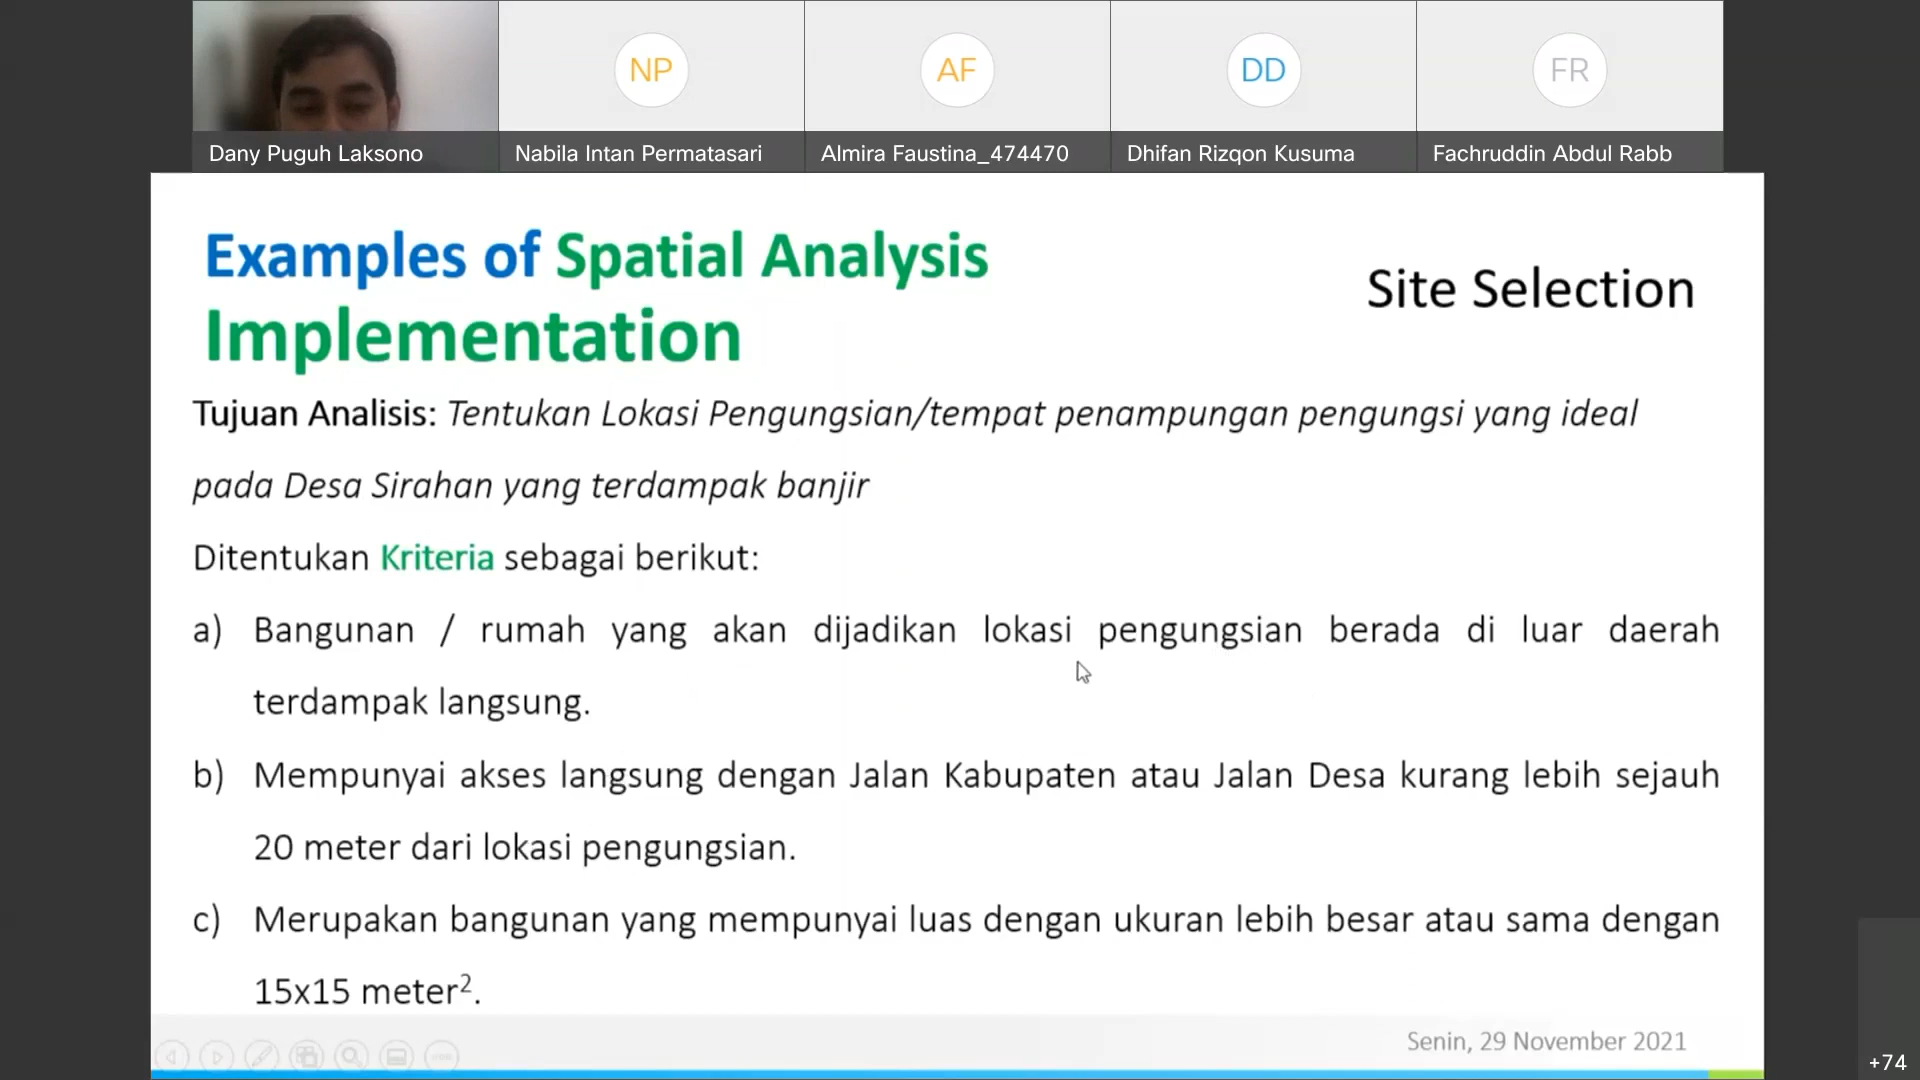 NP
AF
DD
FR
Dany Puguh Laksono
Nabila Intan Permatasari
Almira Faustina_474470
Dhifan Rizqon Kusuma
Fachruddin Abdul Rabb
Examples of Spatial Analysis
Implementation
Site Selection
Tujuan Analisis: Tentukan Lokasi Pengungsian/tempat penampungan pengungsi yang ideal
pada Desa Sirahan yang terdampak banjir
Ditentukan Kriteria sebagai berikut:
a) Bangunan / rumah yang akan dijadikan lokasi pengungsian berada di luar daerah
terdampak langsung.
b) Mempunyai akses langsung dengan Jalan Kabupaten atau Jalan Desa kurang lebih sejauh
20 meter dari lokasi pengungsian.
c) Merupakan bangunan yang mempunyai luas dengan ukuran lebih besar atau sama dengan
15x15 meter².
Senin, 29 November 2021
+74